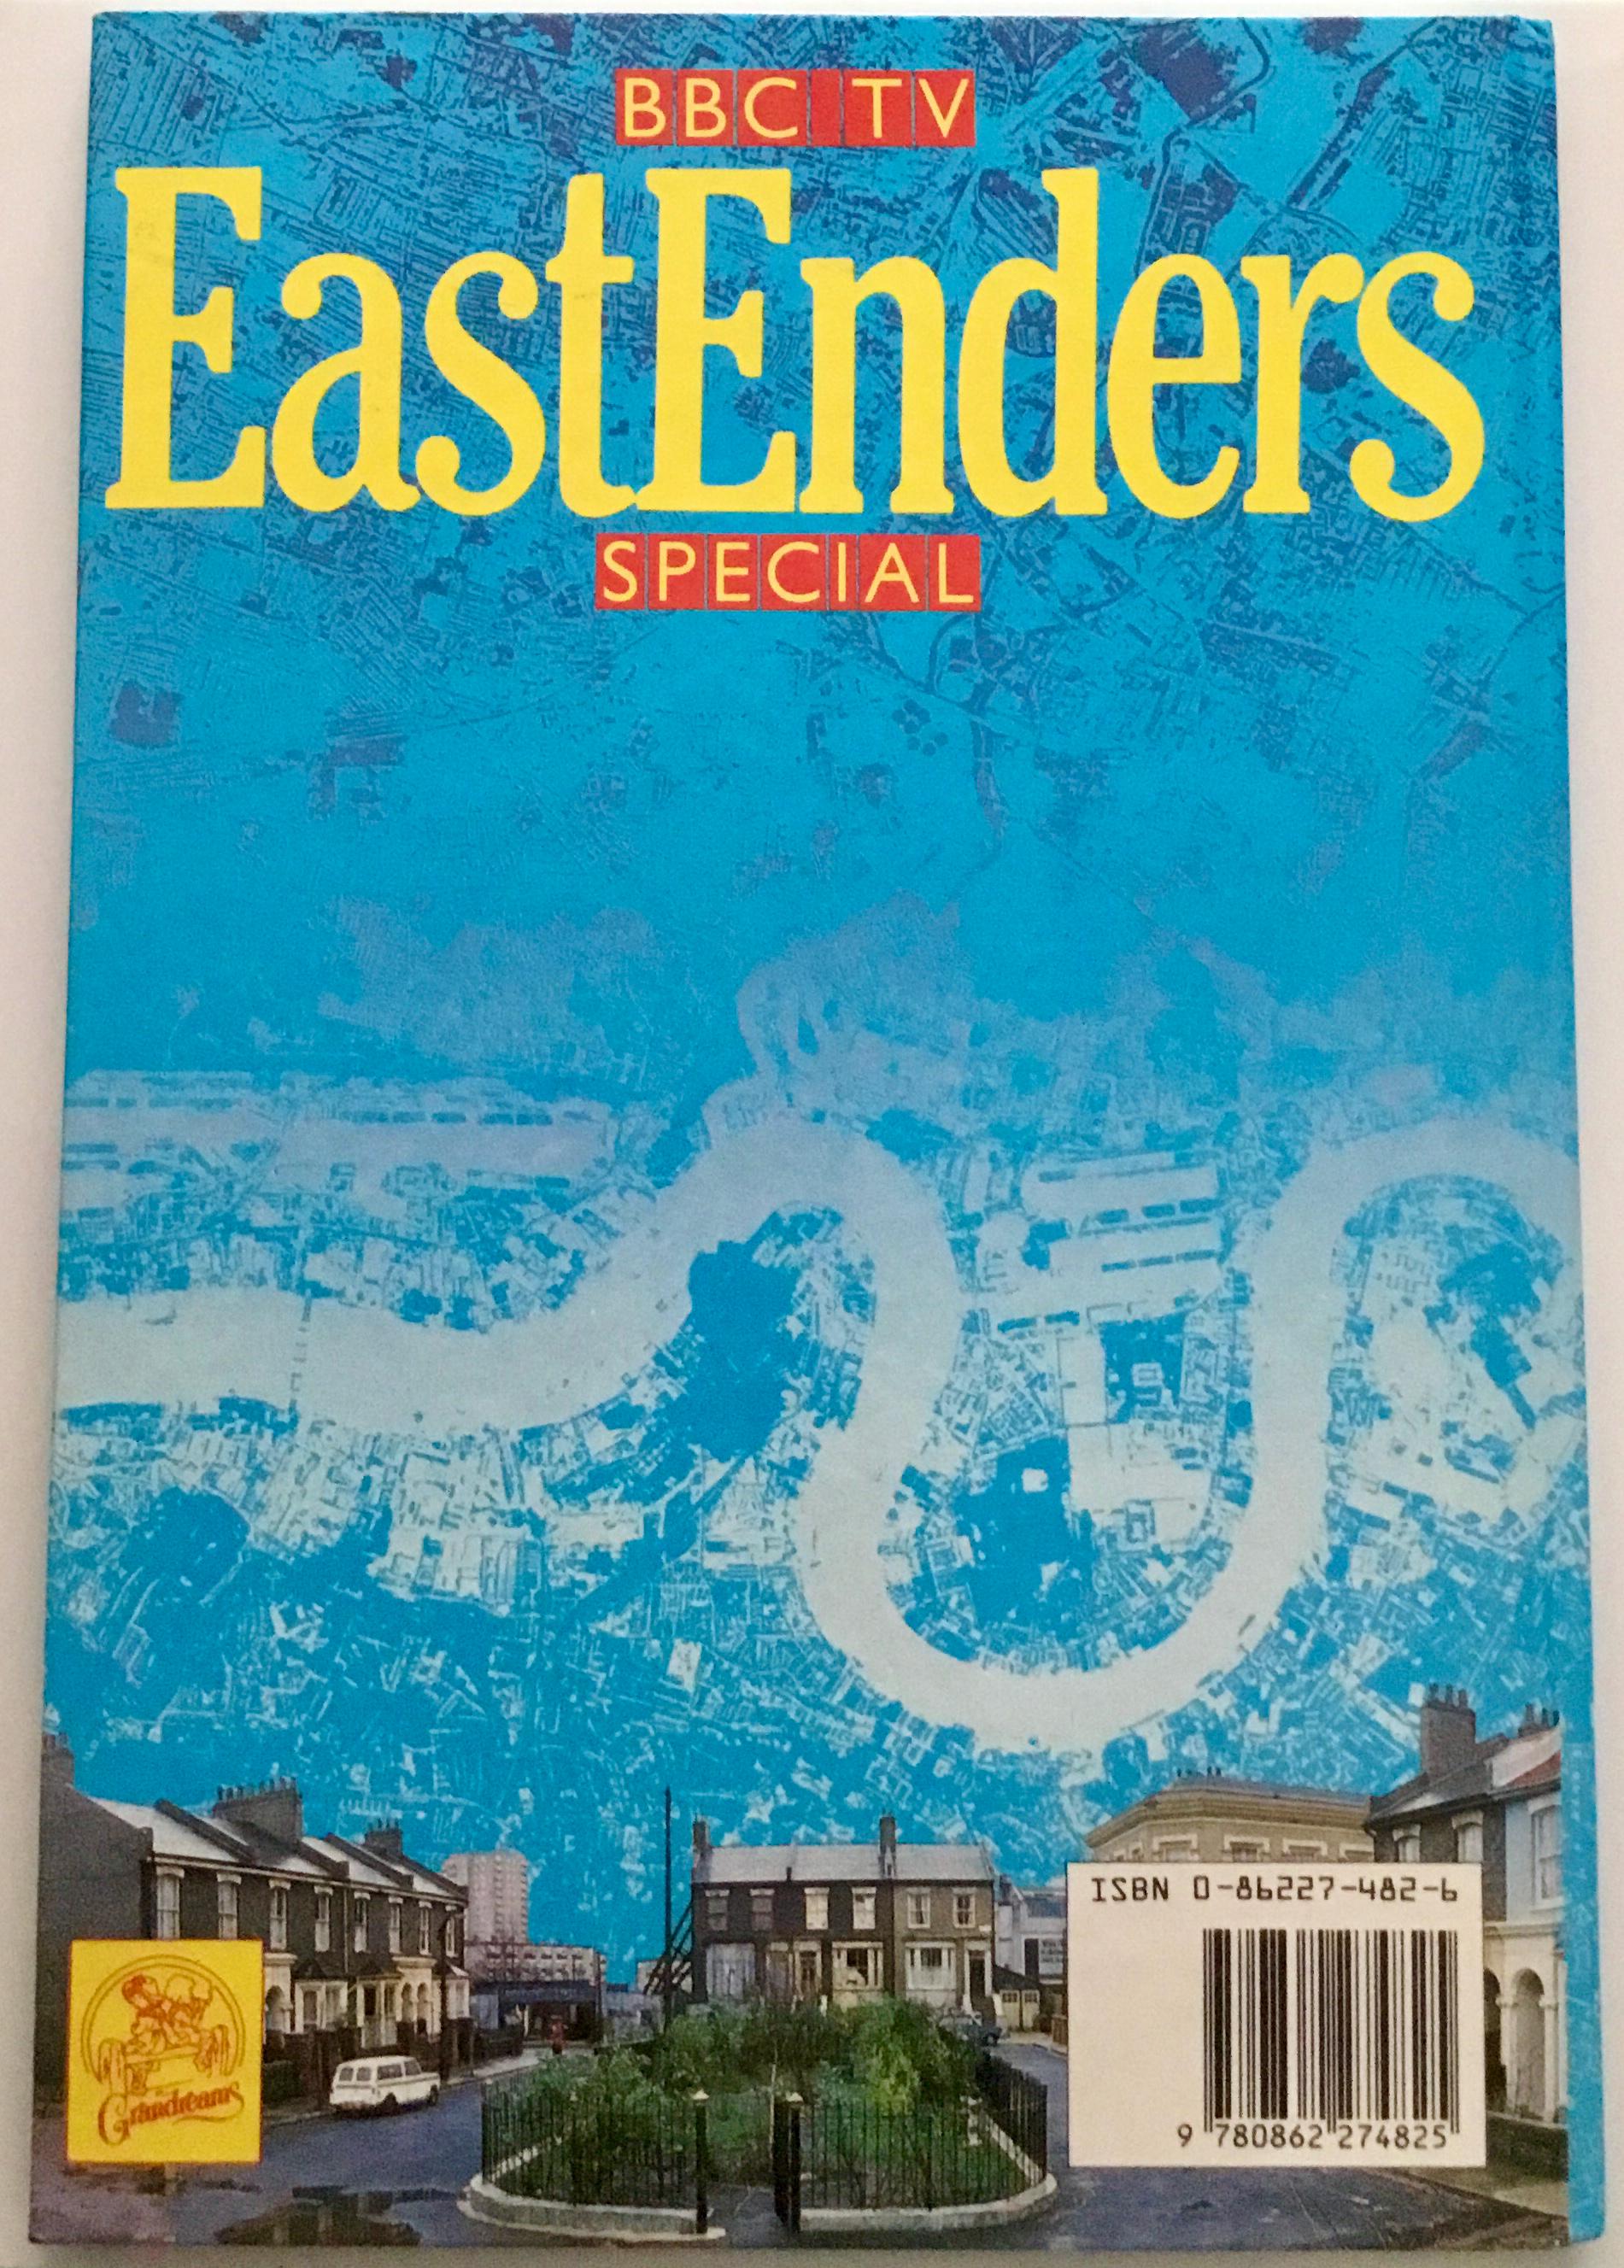 BBC TV
EastEnders
SPECIAL
ISBN 0-86227-482-6
Grandreams
9 780862 274825